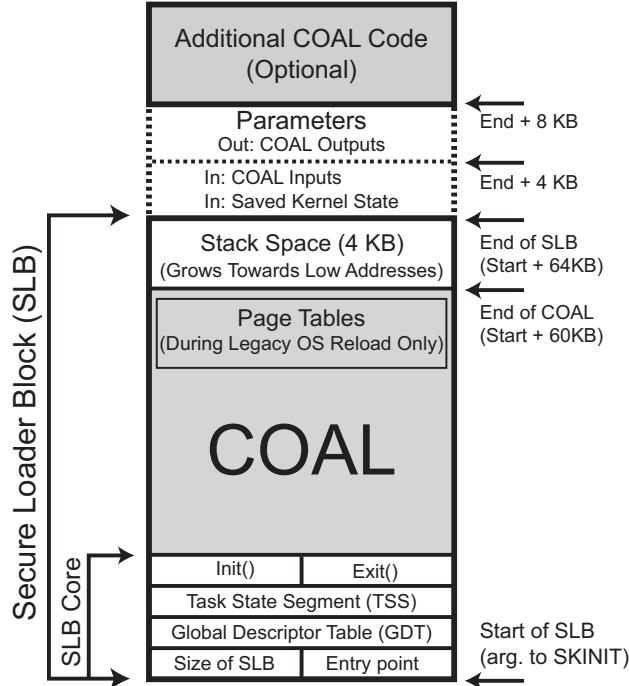 Additional COAL Code
(Optional)
End + 8 KB
Parameters
Out: COAL Outputs
End + 4 KB
In: COAL Inputs
In: Saved Kernel State
End of SLB
(Start + 64KB)
Stack Space (4 KB)
(Grows Towards Low Addresses)
End of COAL
(Start + 60KB)
Page Tables
(During Legacy OS Reload Only)
COAL
Secure Loader Block (SLB)
SLB Core
Init() Exit()
Task State Segment (TSS)
Global Descriptor Table (GDT)
Size of SLB Entry point
Start of SLB
(arg. to SKINIT)